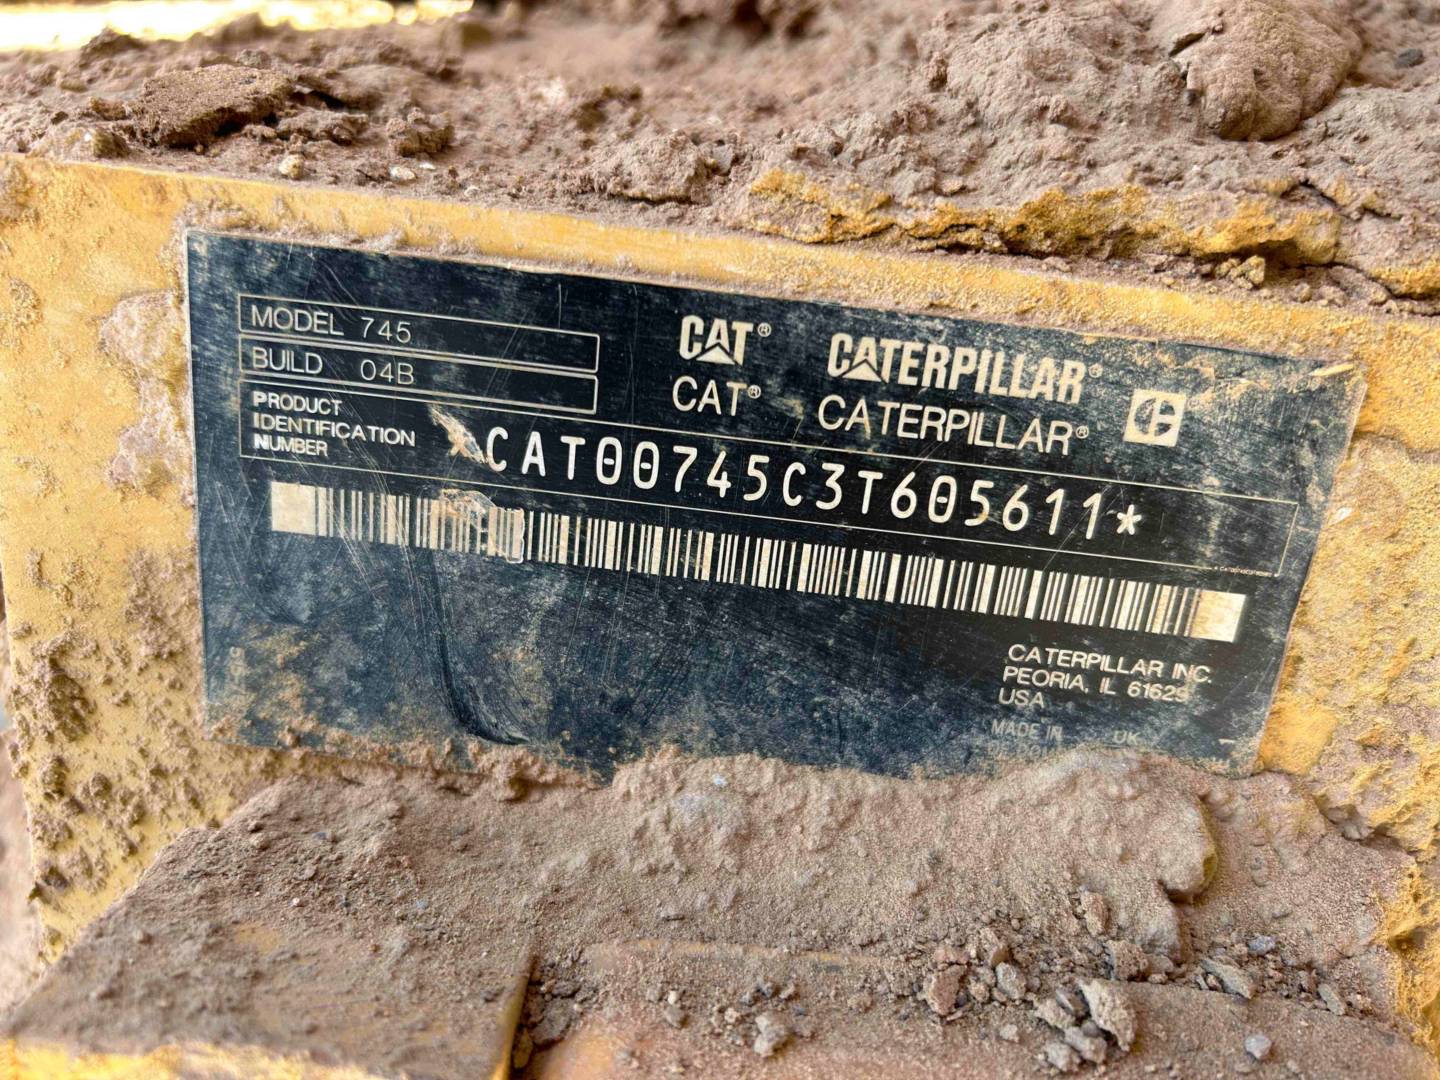 MODEL 745
BUILD 04B
PRODUCT
IDENTIFICATION
NUMBER
CAT® CATERPILLAR®
CAT® CATERPILLAR®
*CAT00745C3T605611*
CATERPILLAR INC.
PEORIA, IL 61629
USA
MADE IN UK